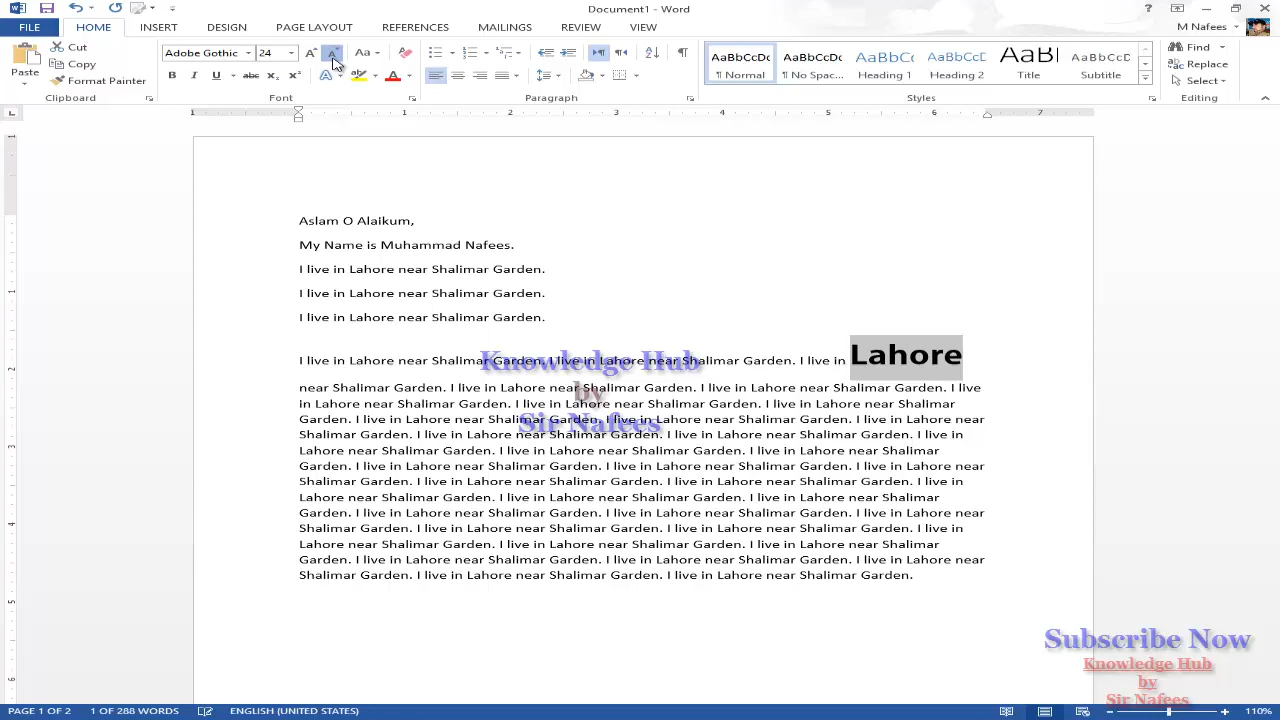 Document1 - Word
M Nafees
FILE HOME INSERT DESIGN PAGE LAYOUT REFERENCES MAILINGS REVIEW VIEW
Paste
Cut
Copy
Format Painter
Clipboard
Adobe Gothic 24
Font
Paragraph
AaBbCcDc AaBbCcDc AaBbCcDc AaBbCcDc AaBl AaBbCcDc
¶ Normal ¶ No Spac... Heading 1 Heading 2 Title Subtitle
Styles
Find
Replace
Select
Editing
Aslam O Alaikum,
My Name is Muhammad Nafees.
I live in Lahore near Shalimar Garden.
I live in Lahore near Shalimar Garden.
I live in Lahore near Shalimar Garden.
I live in Lahore near Shalimar Garden. I live in Lahore near Shalimar Garden. I live in Lahore
near Shalimar Garden. I live in Lahore near Shalimar Garden. I live in Lahore near Shalimar Garden. I live
in Lahore near Shalimar Garden. I live in Lahore near Shalimar Garden. I live in Lahore near Shalimar
Garden. I live in Lahore near Shalimar Garden. I live in Lahore near Shalimar Garden. I live in Lahore near
Shalimar Garden. I live in Lahore near Shalimar Garden. I live in Lahore near Shalimar Garden. I live in
Lahore near Shalimar Garden. I live in Lahore near Shalimar Garden. I live in Lahore near Shalimar
Garden. I live in Lahore near Shalimar Garden. I live in Lahore near Shalimar Garden. I live in Lahore near
Shalimar Garden. I live in Lahore near Shalimar Garden. I live in Lahore near Shalimar Garden. I live in
Lahore near Shalimar Garden. I live in Lahore near Shalimar Garden. I live in Lahore near Shalimar
Garden. I live in Lahore near Shalimar Garden. I live in Lahore near Shalimar Garden. I live in Lahore near
Shalimar Garden. I live in Lahore near Shalimar Garden. I live in Lahore near Shalimar Garden. I live in
Lahore near Shalimar Garden. I live in Lahore near Shalimar Garden. I live in Lahore near Shalimar
Garden. I live in Lahore near Shalimar Garden. I live in Lahore near Shalimar Garden. I live in Lahore near
Shalimar Garden. I live in Lahore near Shalimar Garden. I live in Lahore near Shalimar Garden.
Knowledge Hub
by
Sir Nafees
Subscribe Now
Knowledge Hub
by
Sir Nafees
PAGE 1 OF 2 1 OF 288 WORDS ENGLISH (UNITED STATES) 110%